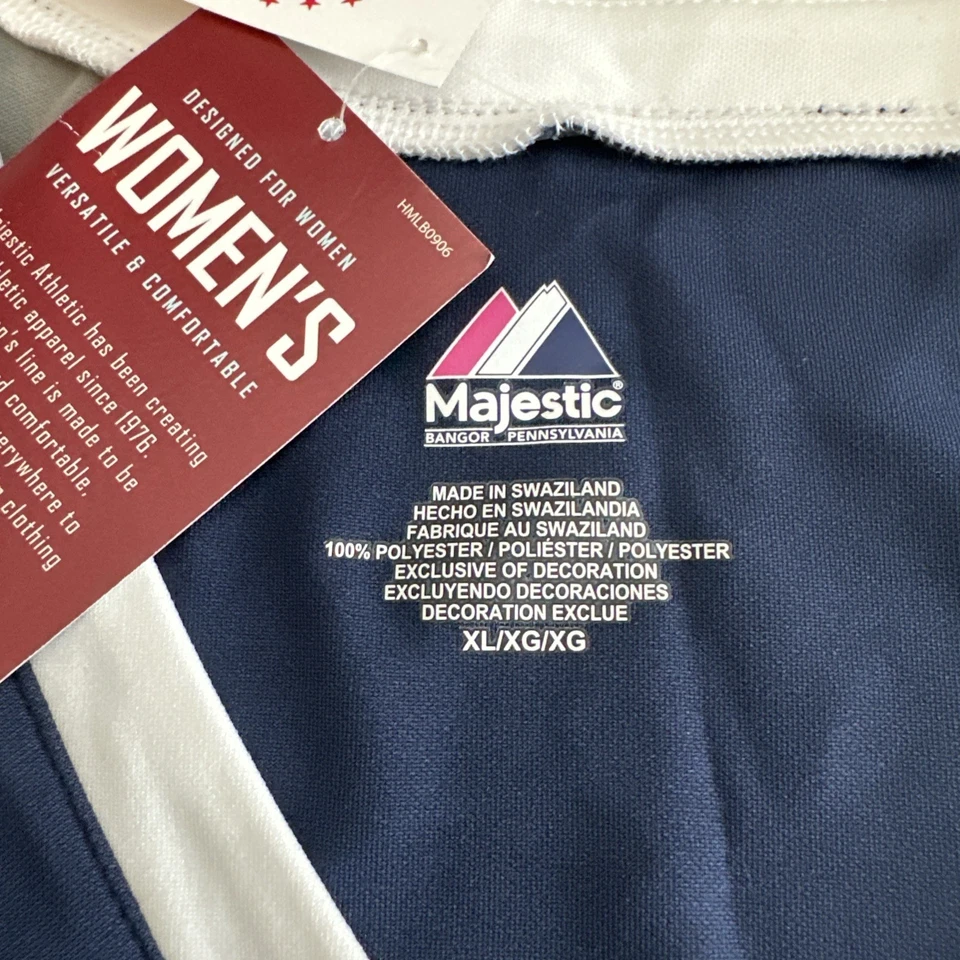 DESIGNED FOR WOMEN
WOMEN'S
VERSATILE & COMFORTABLE
Athletic has been creating
apparel since 1976.
line is made to be
comfortable,
to
clothing
HMLB0906
Majestic®
BANGOR PENNSYLVANIA
MADE IN SWAZILAND
HECHO EN SWAZILANDIA
FABRIQUE AU SWAZILAND
100% POLYESTER / POLIÉSTER / POLYESTER
EXCLUSIVE OF DECORATION
EXCLUYENDO DECORACIONES
DECORATION EXCLUE
XL/XG/XG